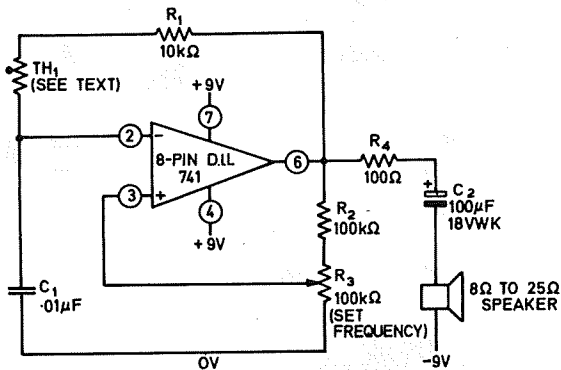 R1
10kΩ
TH1
(SEE TEXT)
+9V
7
2
-
8-PIN D.I.L
741
6
3
+
4
+9V
R4
100Ω
+
C2
100µF
18VWK
R2
100kΩ
R3
100kΩ
(SET
FREQUENCY)
C1
·01µF
8Ω TO 25Ω
SPEAKER
-9V
0V